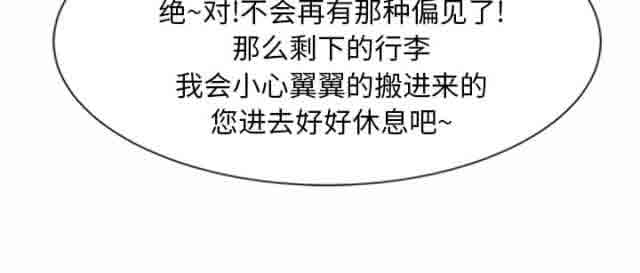 绝~对!不会再有那种偏见了!
那么剩下的行李
我会小心翼翼的搬进来的
您进去好好休息吧~